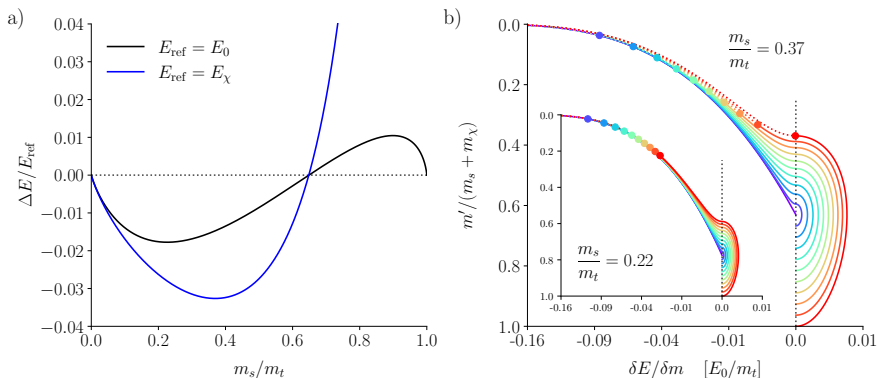 a)
0.04
0.03
0.02
0.01
0.00
−0.01
−0.02
−0.03
−0.04
ΔE/E_ref
E_ref = E_0
E_ref = E_χ
0.0 0.2 0.4 0.6 0.8 1.0
m_s/m_t
b)
0.0
0.2
0.4
0.6
0.8
1.0
m′/(m_s + m_χ)
m_s/m_t = 0.37
0.0
0.2
0.4
0.6
0.8
1.0
m_s/m_t = 0.22
-0.16 -0.09 -0.04 -0.01 0.0 0.01
-0.16 -0.09 -0.04 -0.01 0.0 0.01
δE/δm [E_0/m_t]